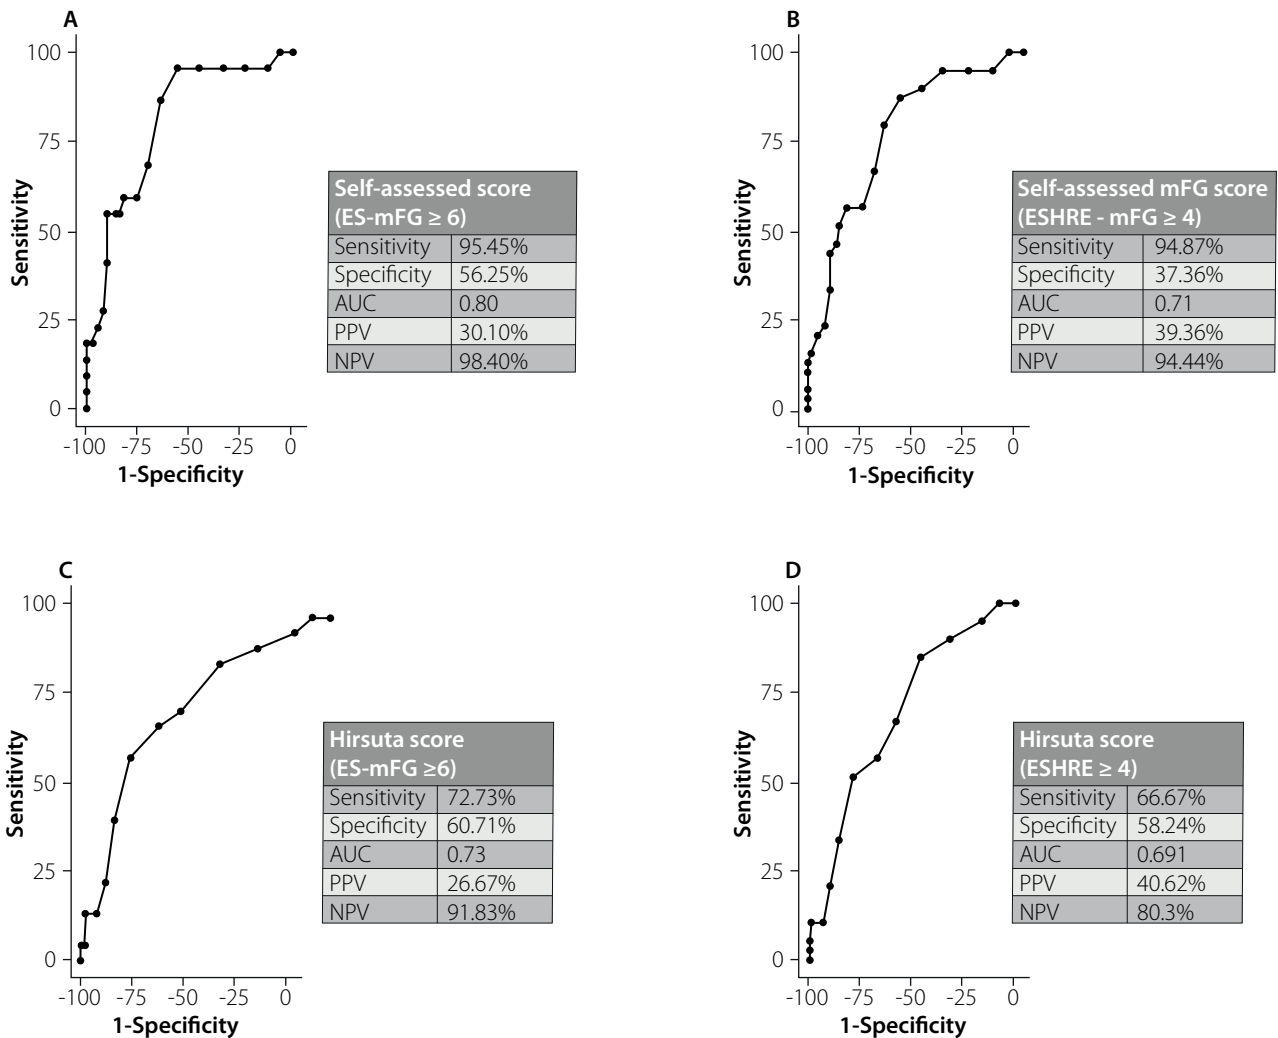 A
100
75
50
25
0
Sensitivity
-100 -75 -50 -25 0
1-Specificity
Self-assessed score
(ES-mFG ≥ 6)
Sensitivity 95.45%
Specificity 56.25%
AUC 0.80
PPV 30.10%
NPV 98.40%
B
100
75
50
25
0
Sensitivity
-100 -75 -50 -25 0
1-Specificity
Self-assessed mFG score
(ESHRE - mFG ≥ 4)
Sensitivity 94.87%
Specificity 37.36%
AUC 0.71
PPV 39.36%
NPV 94.44%
C
100
75
50
25
0
Sensitivity
-100 -75 -50 -25 0
1-Specificity
Hirsuta score
(ES-mFG ≥6)
Sensitivity 72.73%
Specificity 60.71%
AUC 0.73
PPV 26.67%
NPV 91.83%
D
100
75
50
25
0
Sensitivity
-100 -75 -50 -25 0
1-Specificity
Hirsuta score
(ESHRE ≥ 4)
Sensitivity 66.67%
Specificity 58.24%
AUC 0.691
PPV 40.62%
NPV 80.3%